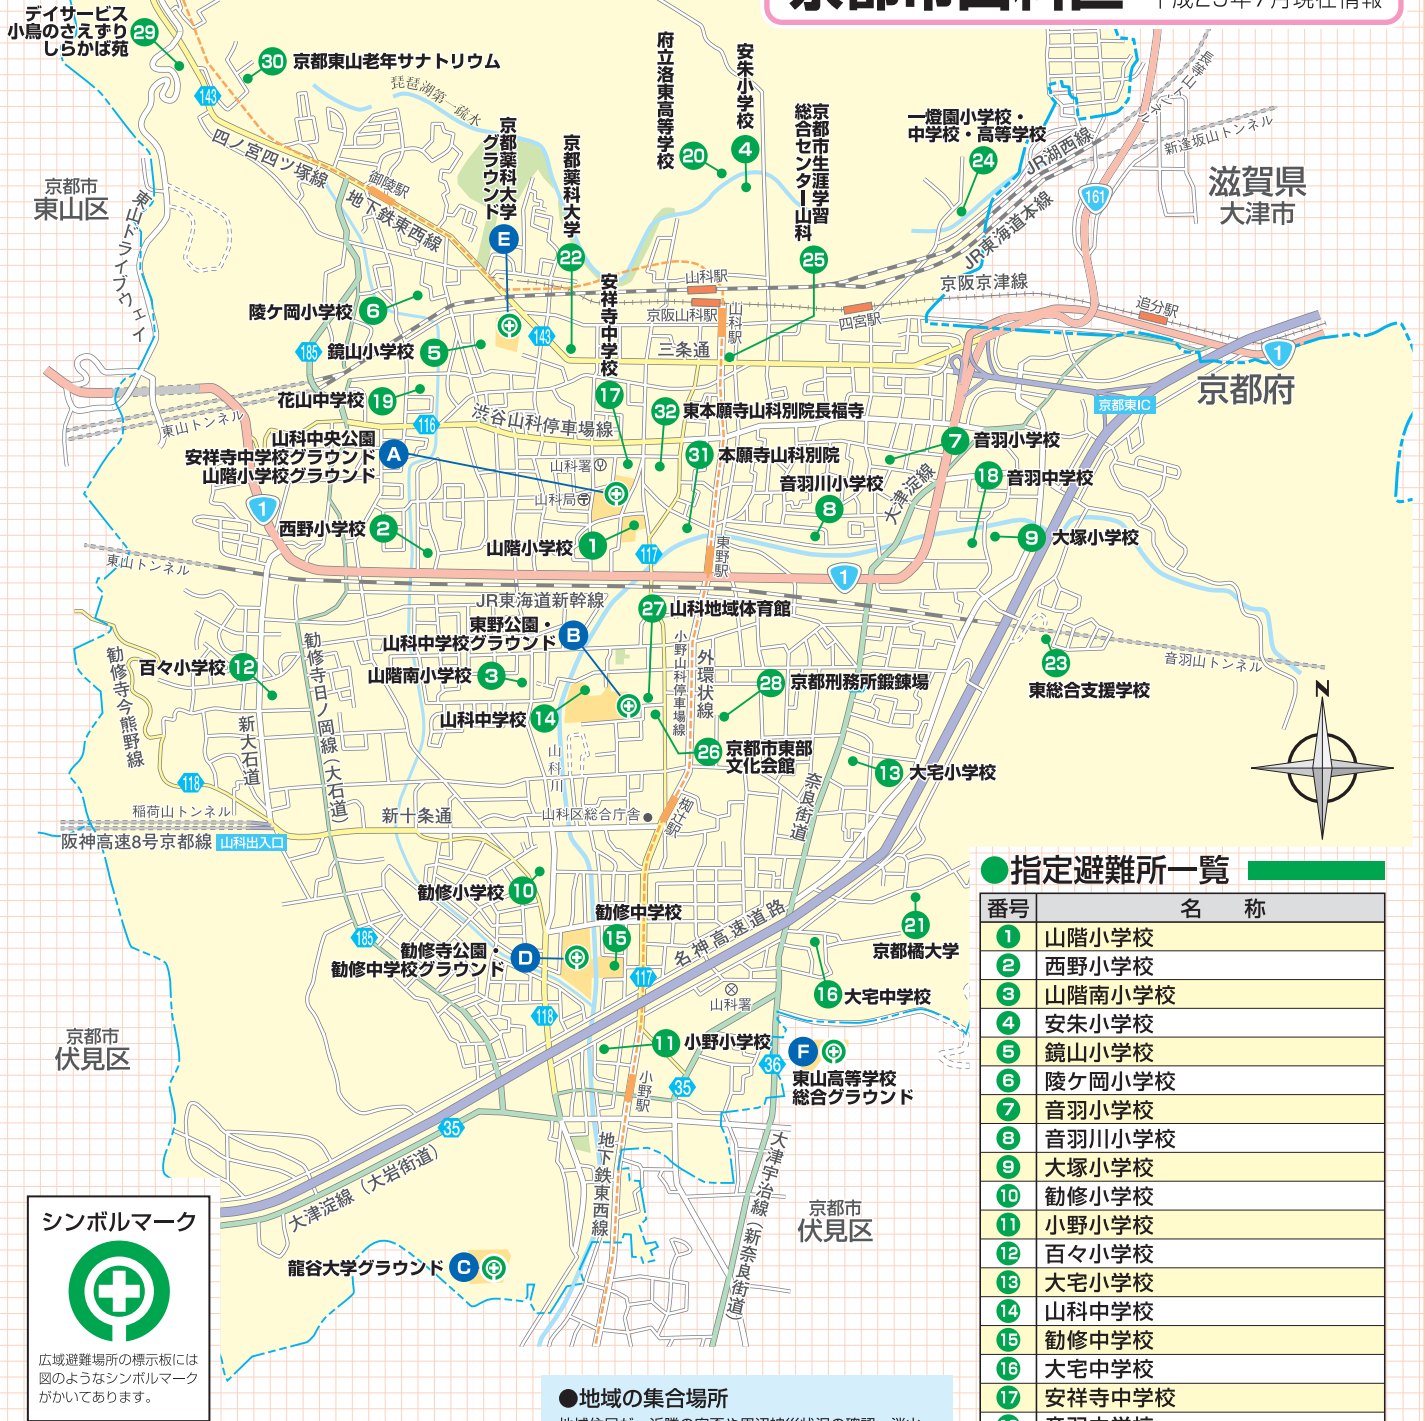 京都市山科区
平成25年7月現在情報
デイサービス
小鳥のさえずり
しらかば苑
29
30 京都東山老年サナトリウム
143
四ノ宮四ツ塚線
琵琶湖第一疏水
御陵駅
地下鉄東西線
京都薬科大学
グラウンド
E
京都薬科大学
22
府立洛東高等学校
20
安朱小学校
4
京都市生涯学習
総合センター山科
25
一燈園小学校・
中学校・高等学校
24
JR湖西線
長等山トンネル
新逢坂山トンネル
JR東海道本線
161
滋賀県
大津市
京都市
東山区
東山ドライブウェイ
京阪京津線
追分駅
山科駅
京阪山科駅
山科駅
四宮駅
陵ケ岡小学校 6
185
鏡山小学校 5
143
安祥寺中学校
17
三条通
1
京都府
京都東IC
花山中学校 19
116
渋谷山科停車場線
東山トンネル
32 東本願寺山科別院長福寺
31 本願寺山科別院
7 音羽小学校
山科中央公園
安祥寺中学校グラウンド
山階小学校グラウンド
A
山科署
山科局
音羽川小学校
8
大津淀線
18 音羽中学校
1
西野小学校 2
山階小学校 1
117
東野駅
9 大塚小学校
東山トンネル
1
JR東海道新幹線
27 山科地域体育館
東野公園・
山科中学校グラウンド
B
小野山科停車場線
外環状線
音羽山トンネル
23
東総合支援学校
勧修寺今熊野線
百々小学校 12
勧修寺日ノ岡線(大石道)
新大石道
山階南小学校 3
山科中学校 14
28 京都刑務所鍛錬場
26 京都市東部
文化会館
13 大宅小学校
奈良街道
山科川
N
118
稲荷山トンネル
阪神高速8号京都線 山科出入口
新十条通
山科区総合庁舎
椥辻駅
勧修小学校 10
勧修中学校
15
185
勧修寺公園・
勧修中学校グラウンド
D
117
名神高速道路
山科署
21
京都橘大学
16 大宅中学校
118
11 小野小学校
36
F
東山高等学校
総合グラウンド
35
小野駅
京都市
伏見区
35
大津淀線(大岩街道)
地下鉄東西線
大津宇治線(新奈良街道)
京都市
伏見区
龍谷大学グラウンド C
シンボルマーク
広域避難場所の標示板には
図のようなシンボルマーク
がかいてあります。
●地域の集合場所
●指定避難所一覧
番号 名 称
1 山階小学校
2 西野小学校
3 山階南小学校
4 安朱小学校
5 鏡山小学校
6 陵ケ岡小学校
7 音羽小学校
8 音羽川小学校
9 大塚小学校
10 勧修小学校
11 小野小学校
12 百々小学校
13 大宅小学校
14 山科中学校
15 勧修中学校
16 大宅中学校
17 安祥寺中学校